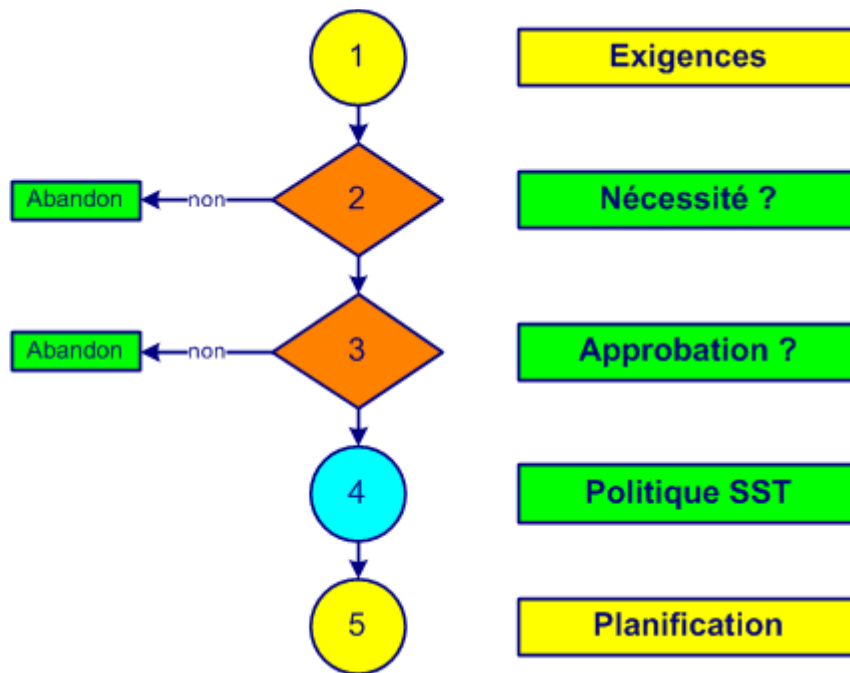 1
Exigences
Abandon
non
2
Nécessité ?
Abandon
non
3
Approbation ?
4
Politique SST
5
Planification